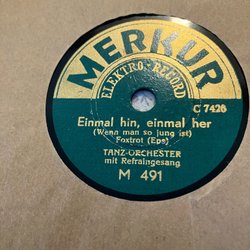 MERKUR
ELEKTRO-RECORD
C 7426
Einmal hin, einmal her
(Wenn man so jung ist)
Foxtrot (Eps)
TANZ-ORCHESTER
mit Refraingesang
M 491